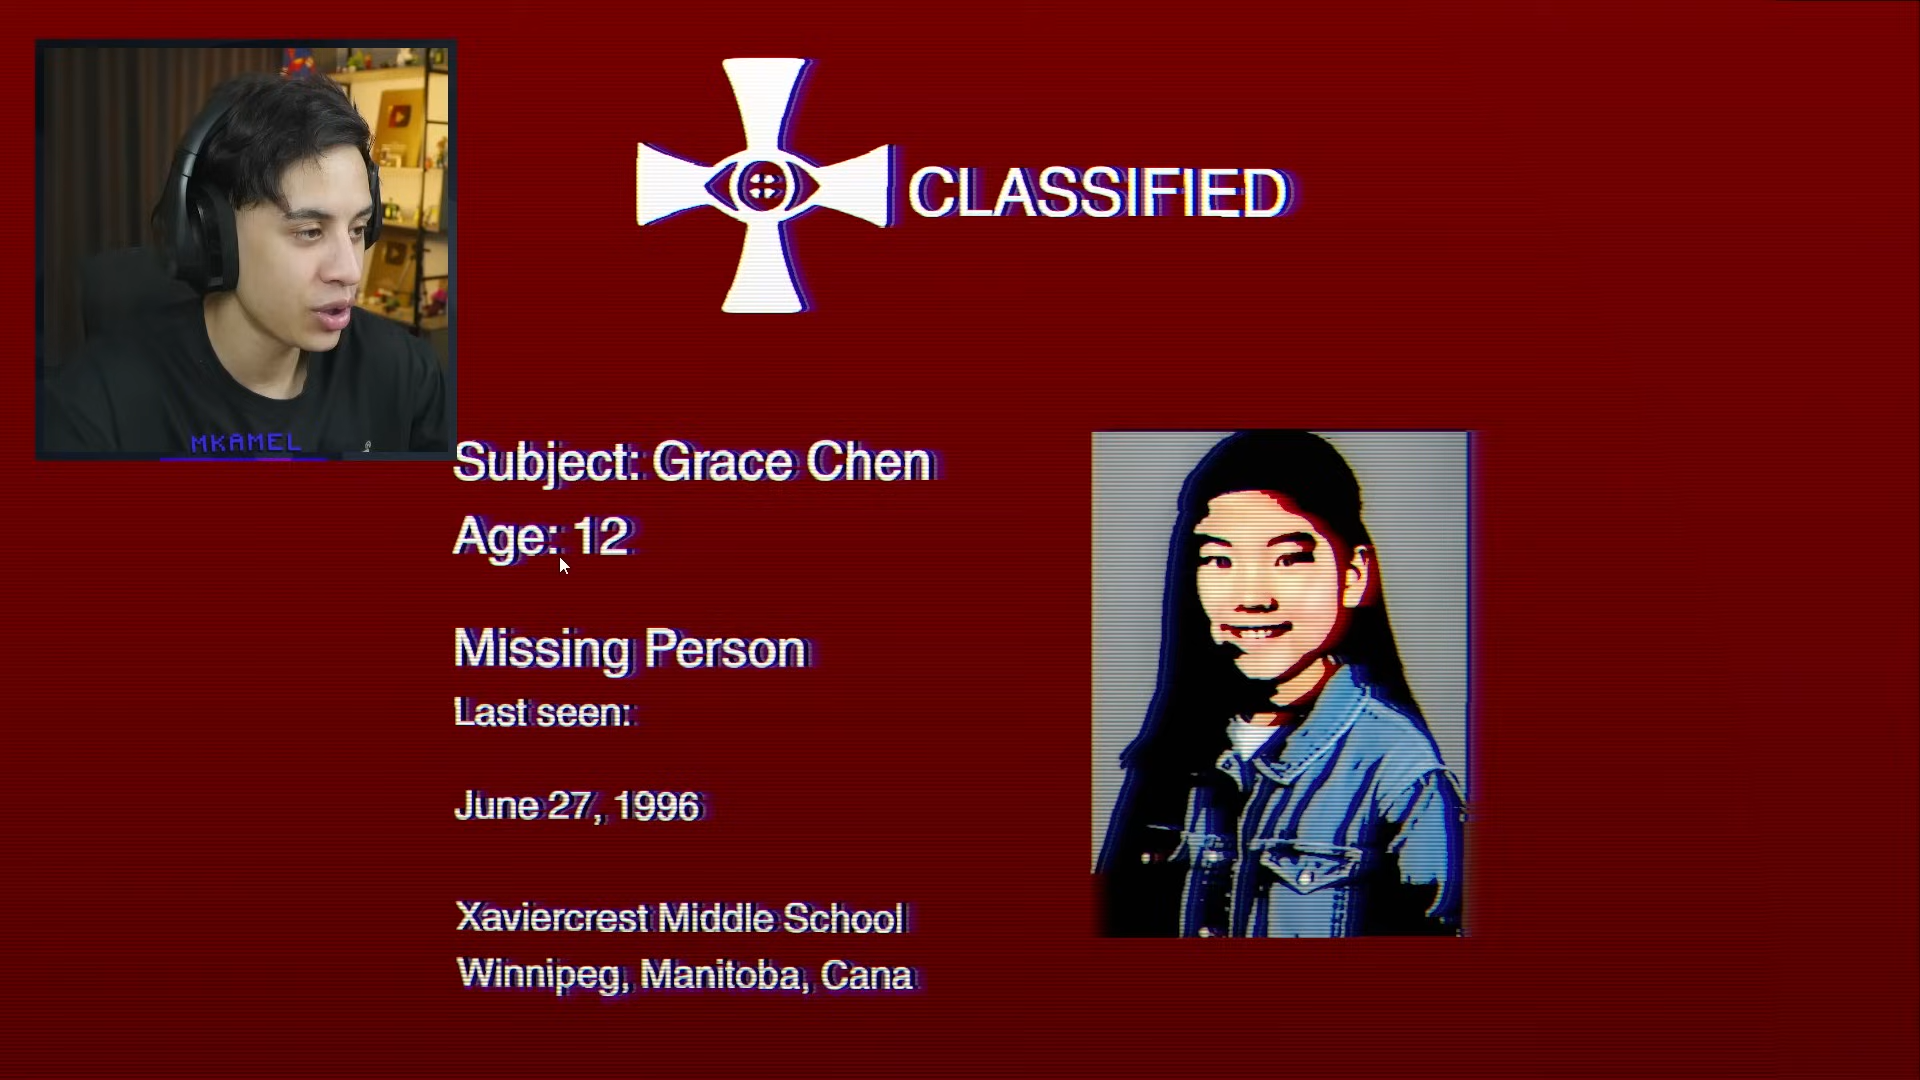 CLASSIFIED
MKAMEL
Subject: Grace Chen
Age: 12
Missing Person
Last seen:
June 27, 1996
Xaviercrest Middle School
Winnipeg, Manitoba, Cana